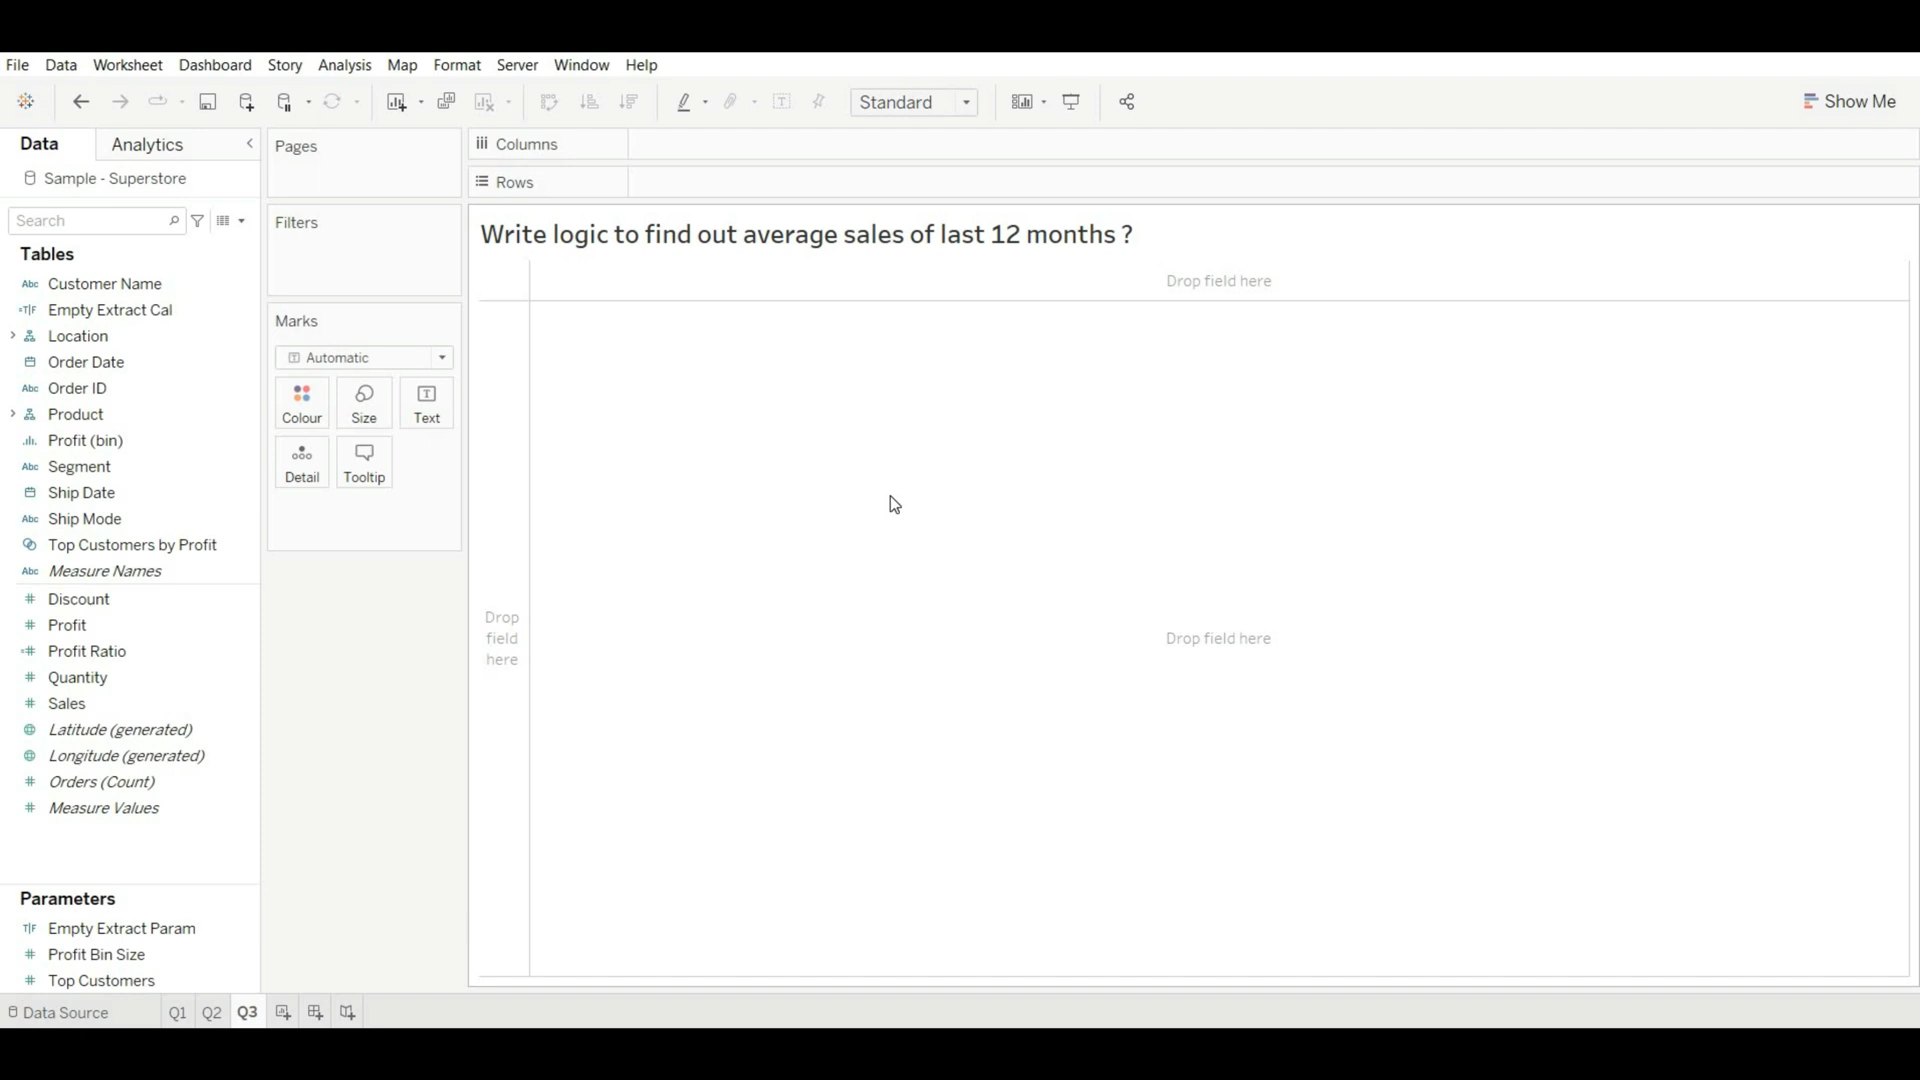 File Data Worksheet Dashboard Story Analysis Map Format Server Window Help
Standard
Show Me
Data Analytics
Sample - Superstore
Search
Tables
Abc Customer Name
=T|F Empty Extract Cal
Location
Order Date
Abc Order ID
Product
Profit (bin)
Abc Segment
Ship Date
Abc Ship Mode
Top Customers by Profit
Abc Measure Names
# Discount
# Profit
=# Profit Ratio
# Quantity
# Sales
Latitude (generated)
Longitude (generated)
# Orders (Count)
# Measure Values
Parameters
T|F Empty Extract Param
# Profit Bin Size
# Top Customers
Pages
Filters
Marks
T Automatic
Colour Size Text
Detail Tooltip
Columns
Rows
Write logic to find out average sales of last 12 months ?
Drop field here
Drop
field
here
Drop field here
Data Source Q1 Q2 Q3